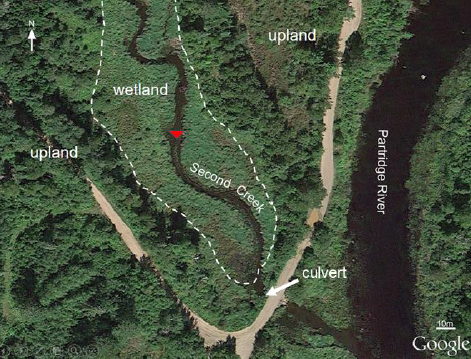 N
upland
wetland
upland
Second Creek
Partridge River
culvert
10m
Google